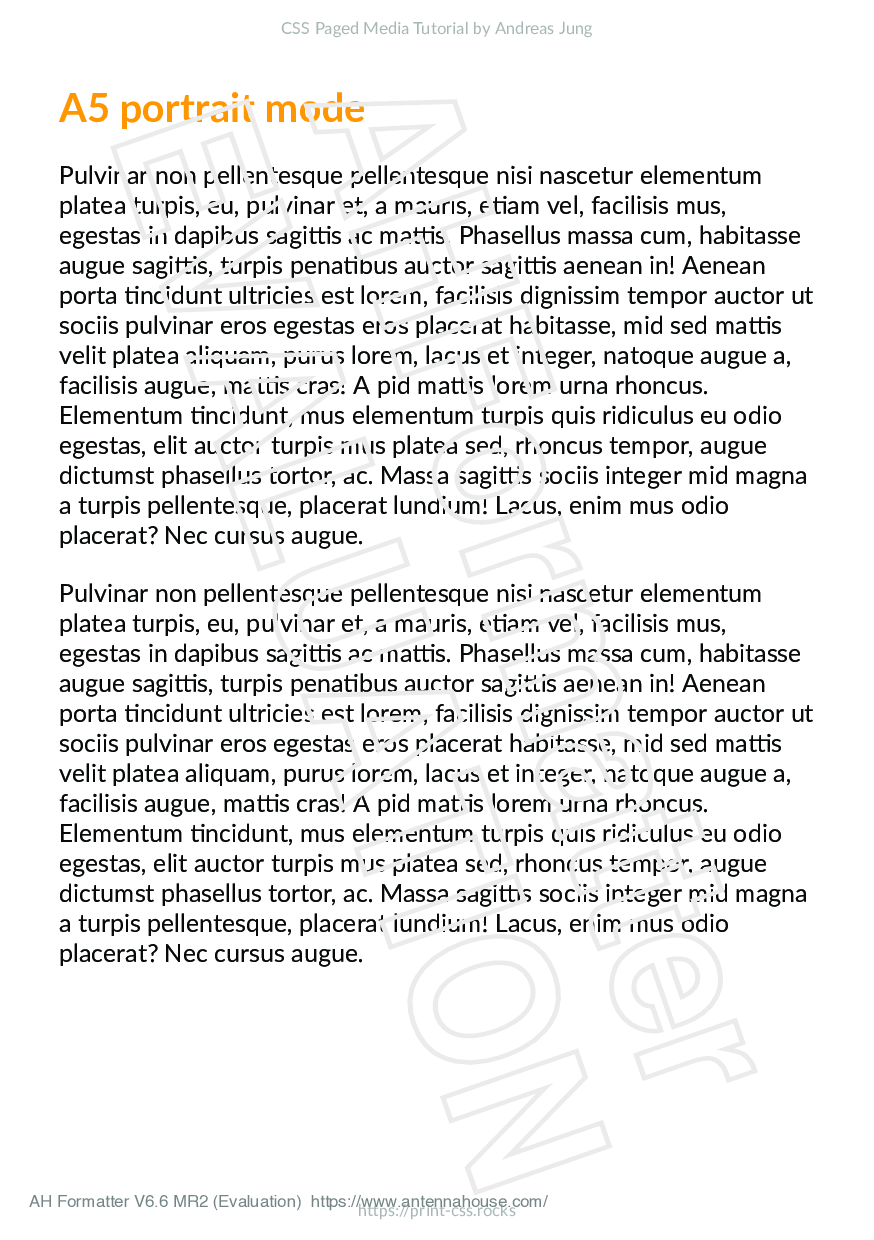 CSS Paged Media Tutorial by Andreas Jung
A5 portrait mode
Pulvinar non pellentesque pellentesque nisi nascetur elementum
platea turpis, eu, pulvinar et, a mauris, etiam vel, facilisis mus,
egestas in dapibus sagittis ac mattis. Phasellus massa cum, habitasse
augue sagittis, turpis penatibus auctor sagittis aenean in! Aenean
porta tincidunt ultricies est lorem, facilisis dignissim tempor auctor ut
sociis pulvinar eros egestas eros placerat habitasse, mid sed mattis
velit platea aliquam, purus lorem, lacus et integer, natoque augue a,
facilisis augue, mattis cras! A pid mattis lorem urna rhoncus.
Elementum tincidunt, mus elementum turpis quis ridiculus eu odio
egestas, elit auctor turpis mus platea sed, rhoncus tempor, augue
dictumst phasellus tortor, ac. Massa sagittis sociis integer mid magna
a turpis pellentesque, placerat lundium! Lacus, enim mus odio
placerat? Nec cursus augue.
Pulvinar non pellentesque pellentesque nisi nascetur elementum
platea turpis, eu, pulvinar et, a mauris, etiam vel, facilisis mus,
egestas in dapibus sagittis ac mattis. Phasellus massa cum, habitasse
augue sagittis, turpis penatibus auctor sagittis aenean in! Aenean
porta tincidunt ultricies est lorem, facilisis dignissim tempor auctor ut
sociis pulvinar eros egestas eros placerat habitasse, mid sed mattis
velit platea aliquam, purus lorem, lacus et integer, natoque augue a,
facilisis augue, mattis cras! A pid mattis lorem urna rhoncus.
Elementum tincidunt, mus elementum turpis quis ridiculus eu odio
egestas, elit auctor turpis mus platea sed, rhoncus tempor, augue
dictumst phasellus tortor, ac. Massa sagittis sociis integer mid magna
a turpis pellentesque, placerat lundium! Lacus, enim mus odio
placerat? Nec cursus augue.
AH Formatter
EVALUATION
AH Formatter V6.6 MR2 (Evaluation) https://www.antennahouse.com/
https://print-css.rocks